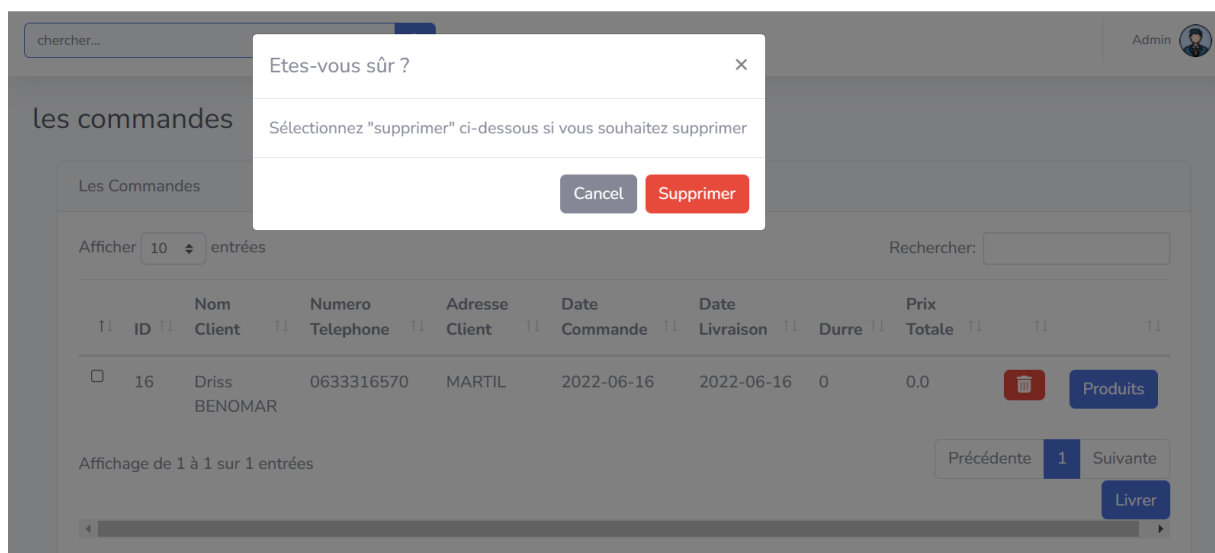 chercher...
Admin
Etes-vous sûr ?
×
les commandes
Sélectionnez "supprimer" ci-dessous si vous souhaitez supprimer
Cancel Supprimer
Les Commandes
Afficher 10 entrées
Rechercher:
ID Nom Client Numero Telephone Adresse Client Date Commande Date Livraison Durre Prix Totale
16 Driss BENOMAR 0633316570 MARTIL 2022-06-16 2022-06-16 0 0.0 Produits
Affichage de 1 à 1 sur 1 entrées
Précédente 1 Suivante
Livrer